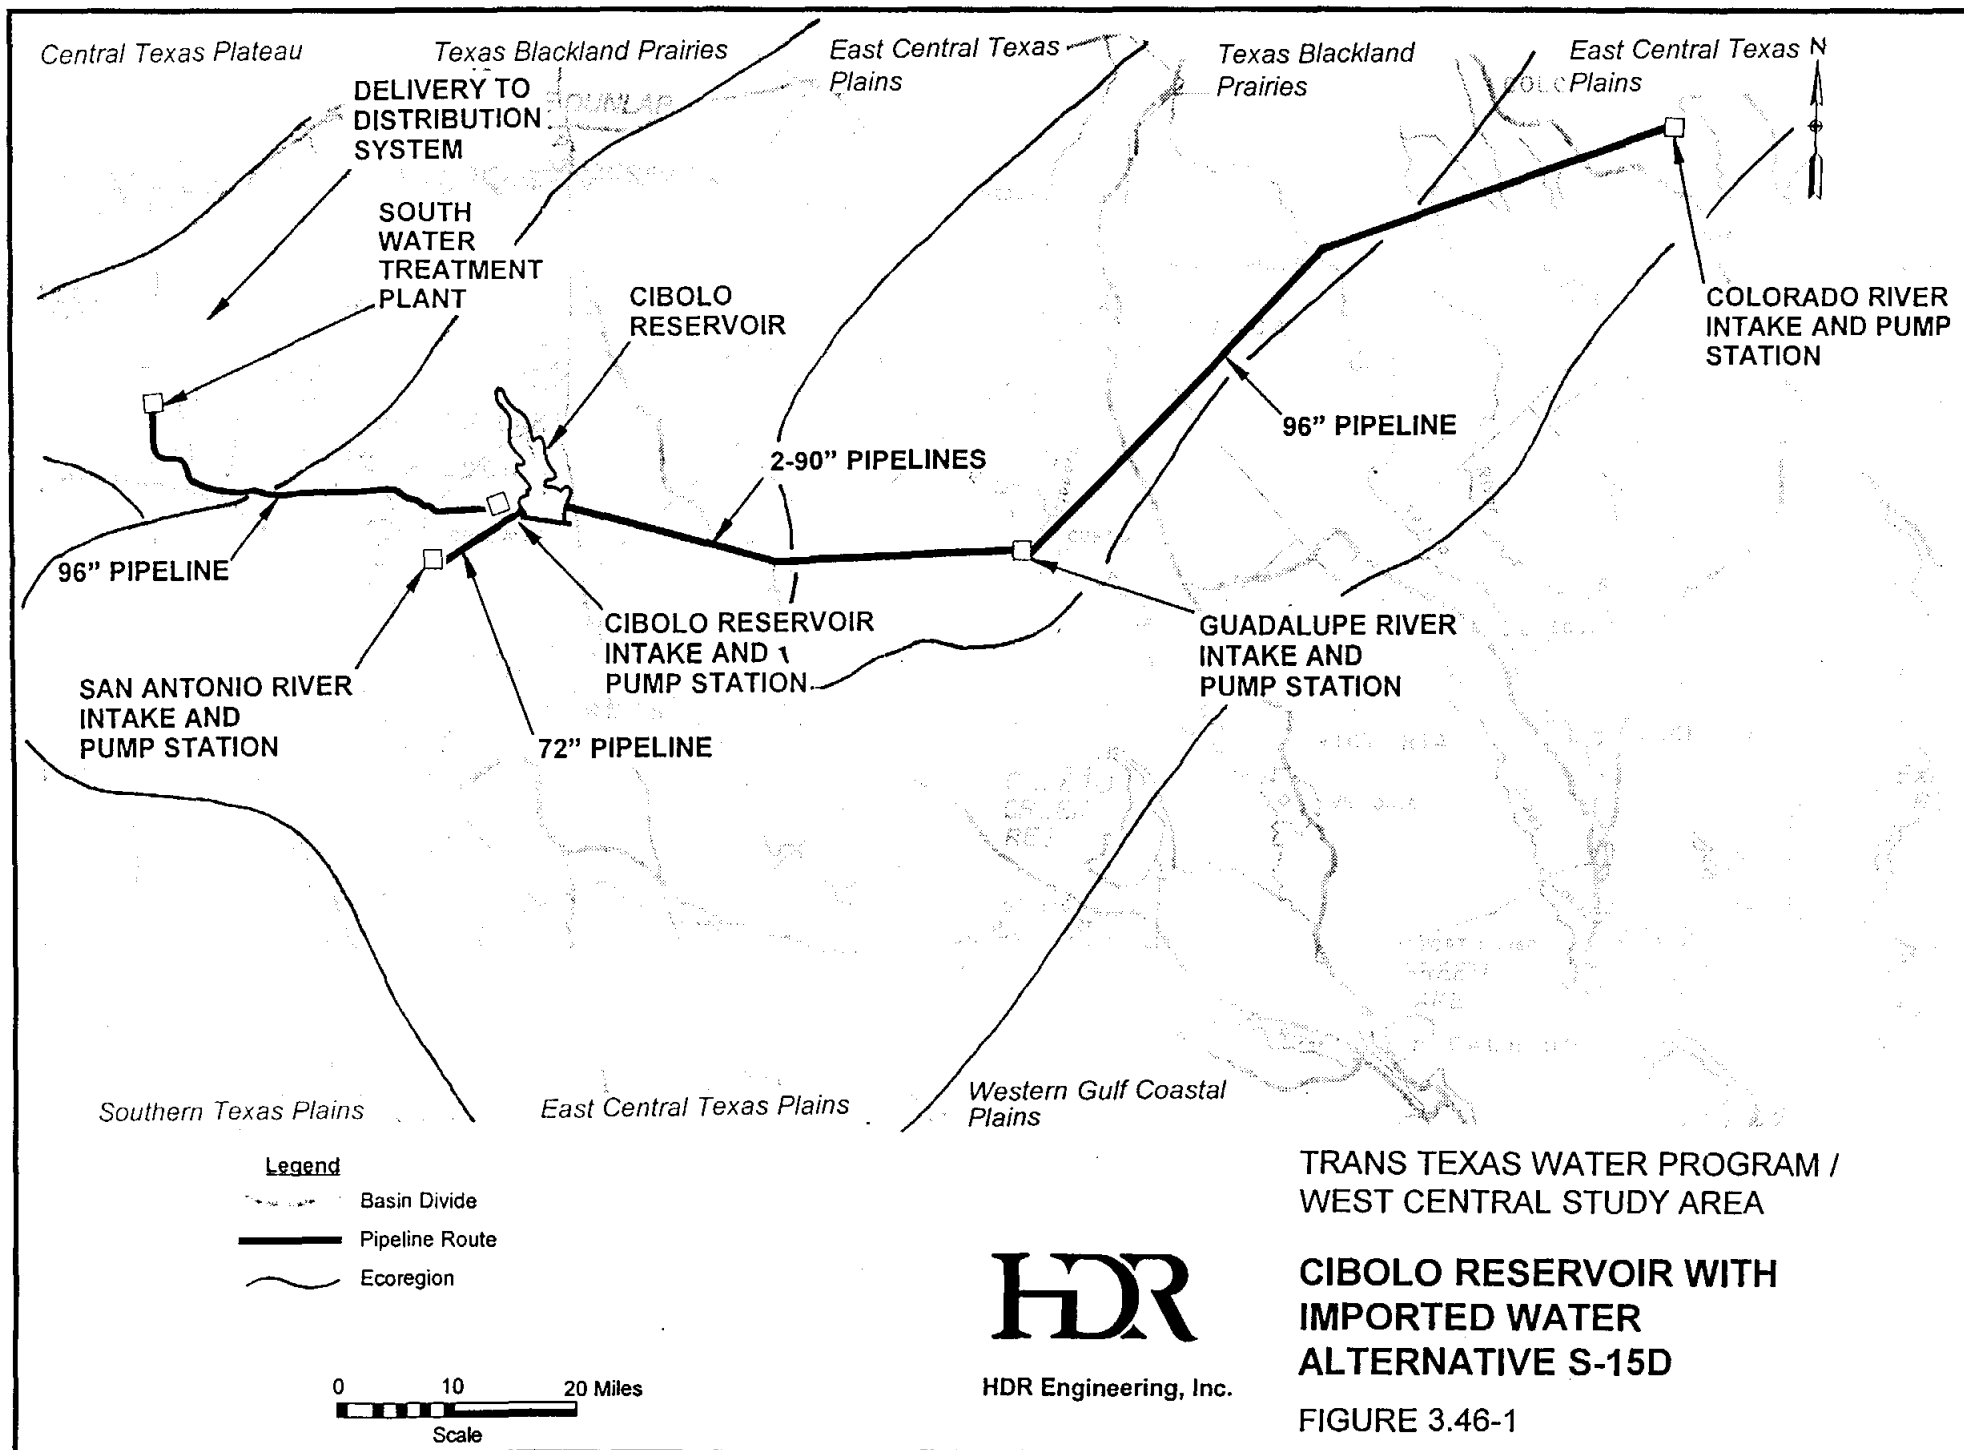 Central Texas Plateau
Texas Blackland Prairies
East Central Texas
Plains
Texas Blackland
Prairies
East Central Texas
Plains
N
DELIVERY TO
DISTRIBUTION
SYSTEM
DUNLAP
SOUTH
WATER
TREATMENT
PLANT
CIBOLO
RESERVOIR
COLORADO RIVER
INTAKE AND PUMP
STATION
96” PIPELINE
2-90” PIPELINES
96” PIPELINE
CIBOLO RESERVOIR
INTAKE AND
PUMP STATION
GUADALUPE RIVER
INTAKE AND
PUMP STATION
SAN ANTONIO RIVER
INTAKE AND
PUMP STATION
72” PIPELINE
Southern Texas Plains
East Central Texas Plains
Western Gulf Coastal
Plains
Legend
Basin Divide
Pipeline Route
Ecoregion
0 10 20 Miles
Scale
HDR
HDR Engineering, Inc.
TRANS TEXAS WATER PROGRAM /
WEST CENTRAL STUDY AREA
CIBOLO RESERVOIR WITH
IMPORTED WATER
ALTERNATIVE S-15D
FIGURE 3.46-1